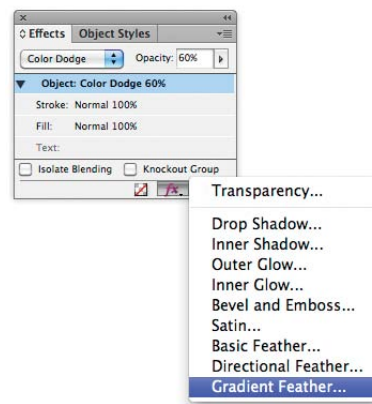 Effects Object Styles
Color Dodge Opacity: 60%
Object: Color Dodge 60%
Stroke: Normal 100%
Fill: Normal 100%
Text:
Isolate Blending Knockout Group
fx.
Transparency...
Drop Shadow...
Inner Shadow...
Outer Glow...
Inner Glow...
Bevel and Emboss...
Satin...
Basic Feather...
Directional Feather...
Gradient Feather...